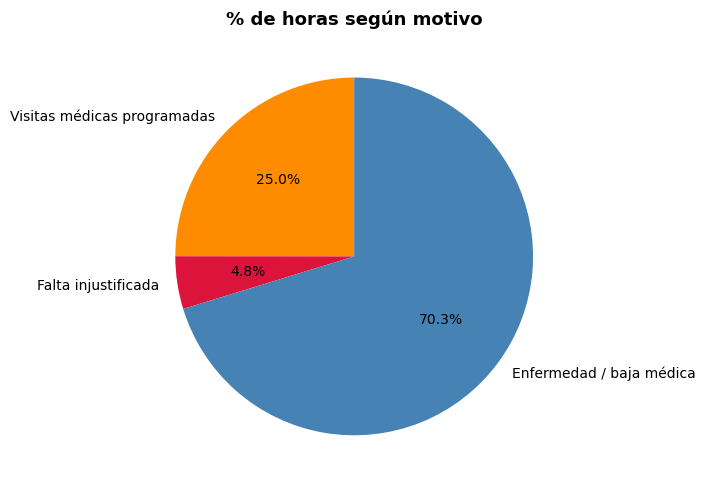 % de horas según motivo
Visitas médicas programadas
25.0%
4.8%
Falta injustificada
70.3%
Enfermedad / baja médica